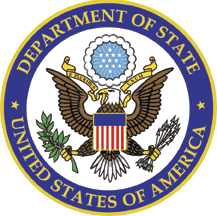 DEPARTMENT OF STATE
UNITED STATES OF AMERICA